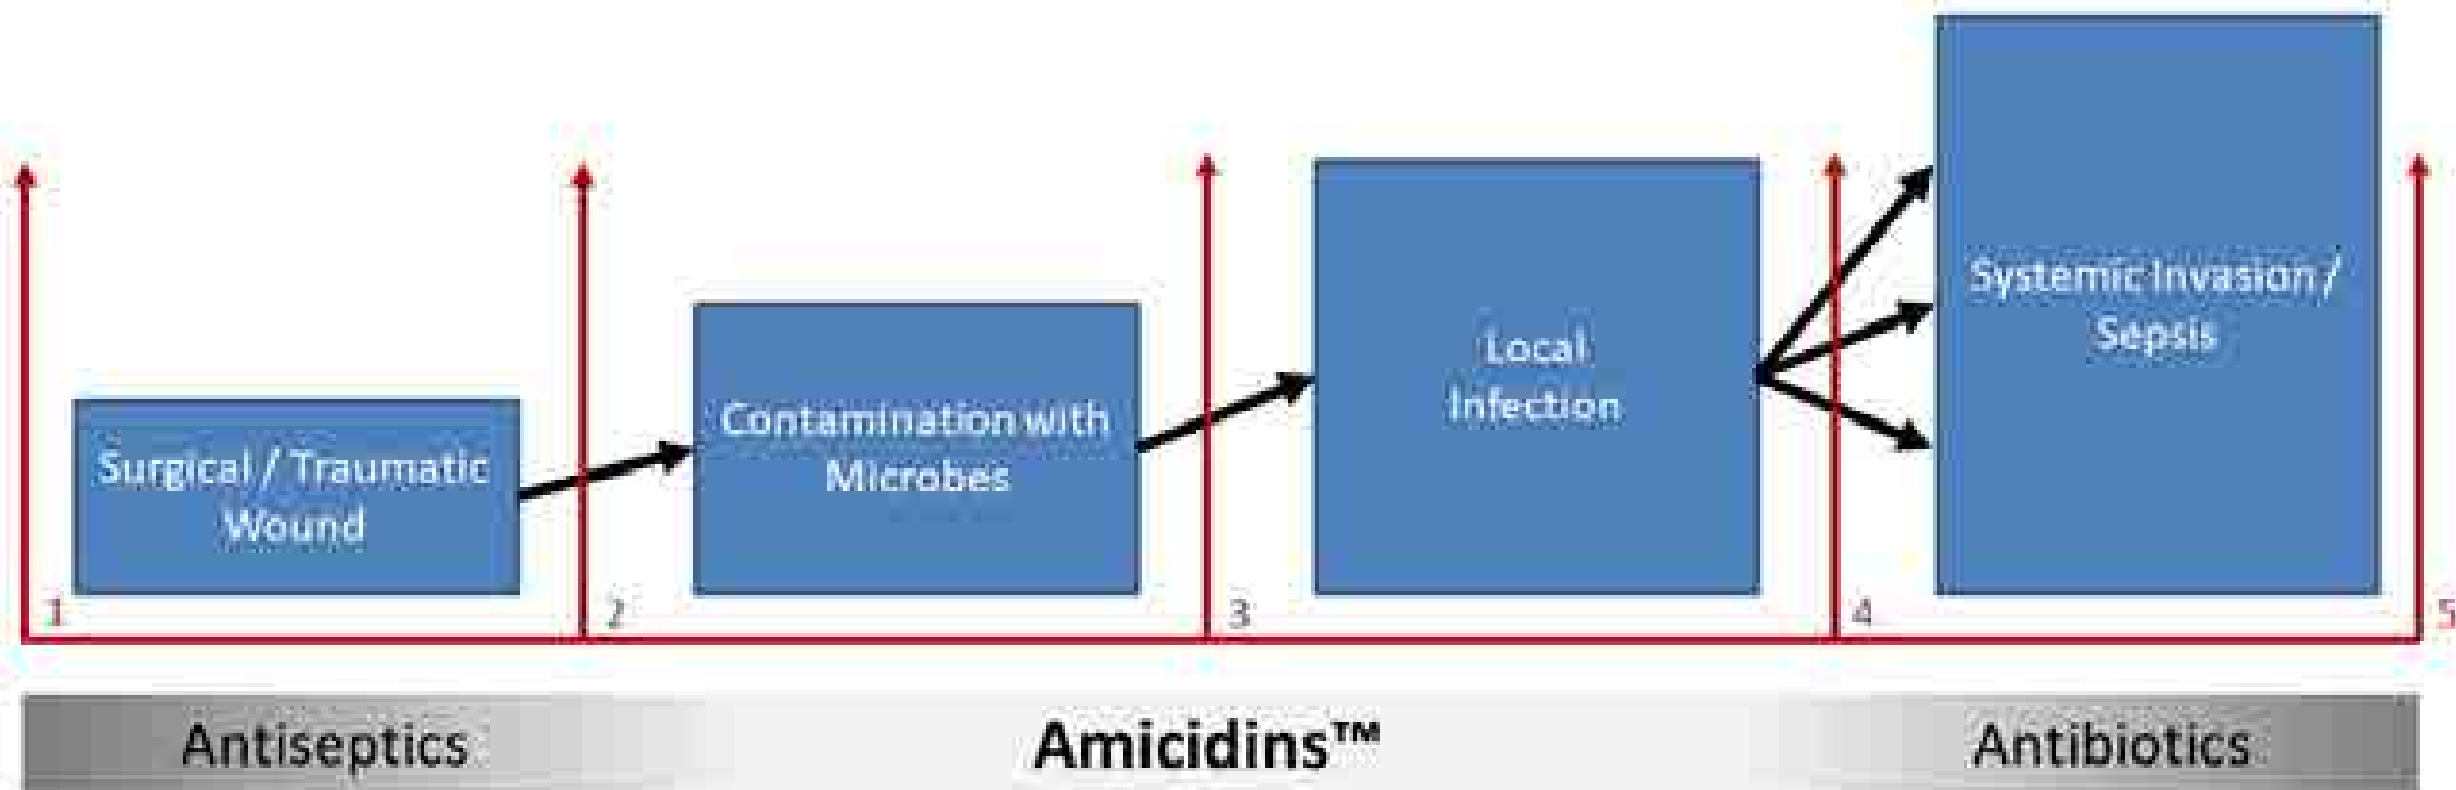 Surgical / Traumatic
Wound
Contamination with
Microbes
Local
Infection
Systemic Invasion /
Sepsis
1
2
3
4
5
Antiseptics
Amicidins™
Antibiotics